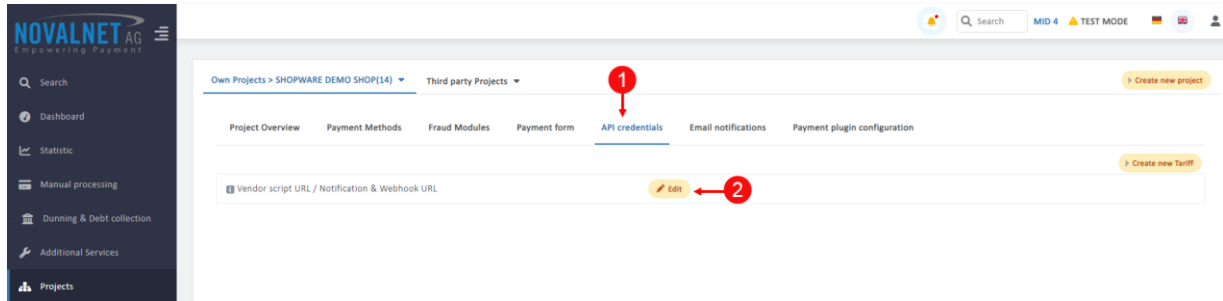 NOVALNET AG
Empowering Payment
Search
MID 4
TEST MODE
Search
Dashboard
Statistic
Manual processing
Dunning & Debt collection
Additional Services
Projects
Own Projects > SHOPWARE DEMO SHOP(14)
Third party Projects
1
Create new project
Project Overview
Payment Methods
Fraud Modules
Payment form
API credentials
Email notifications
Payment plugin configuration
Create new Tariff
Vendor script URL / Notification & Webhook URL
Edit
2